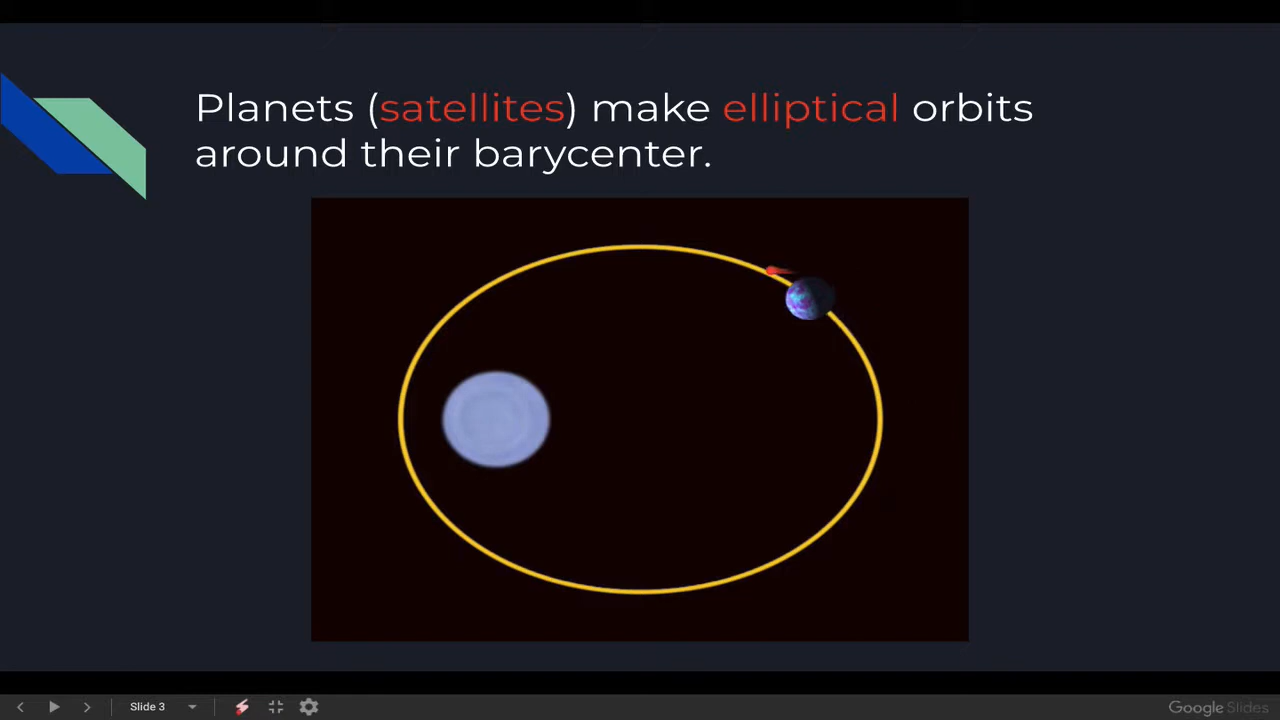 Planets (satellites) make elliptical orbits
around their barycenter.
Slide 3
Google Slides